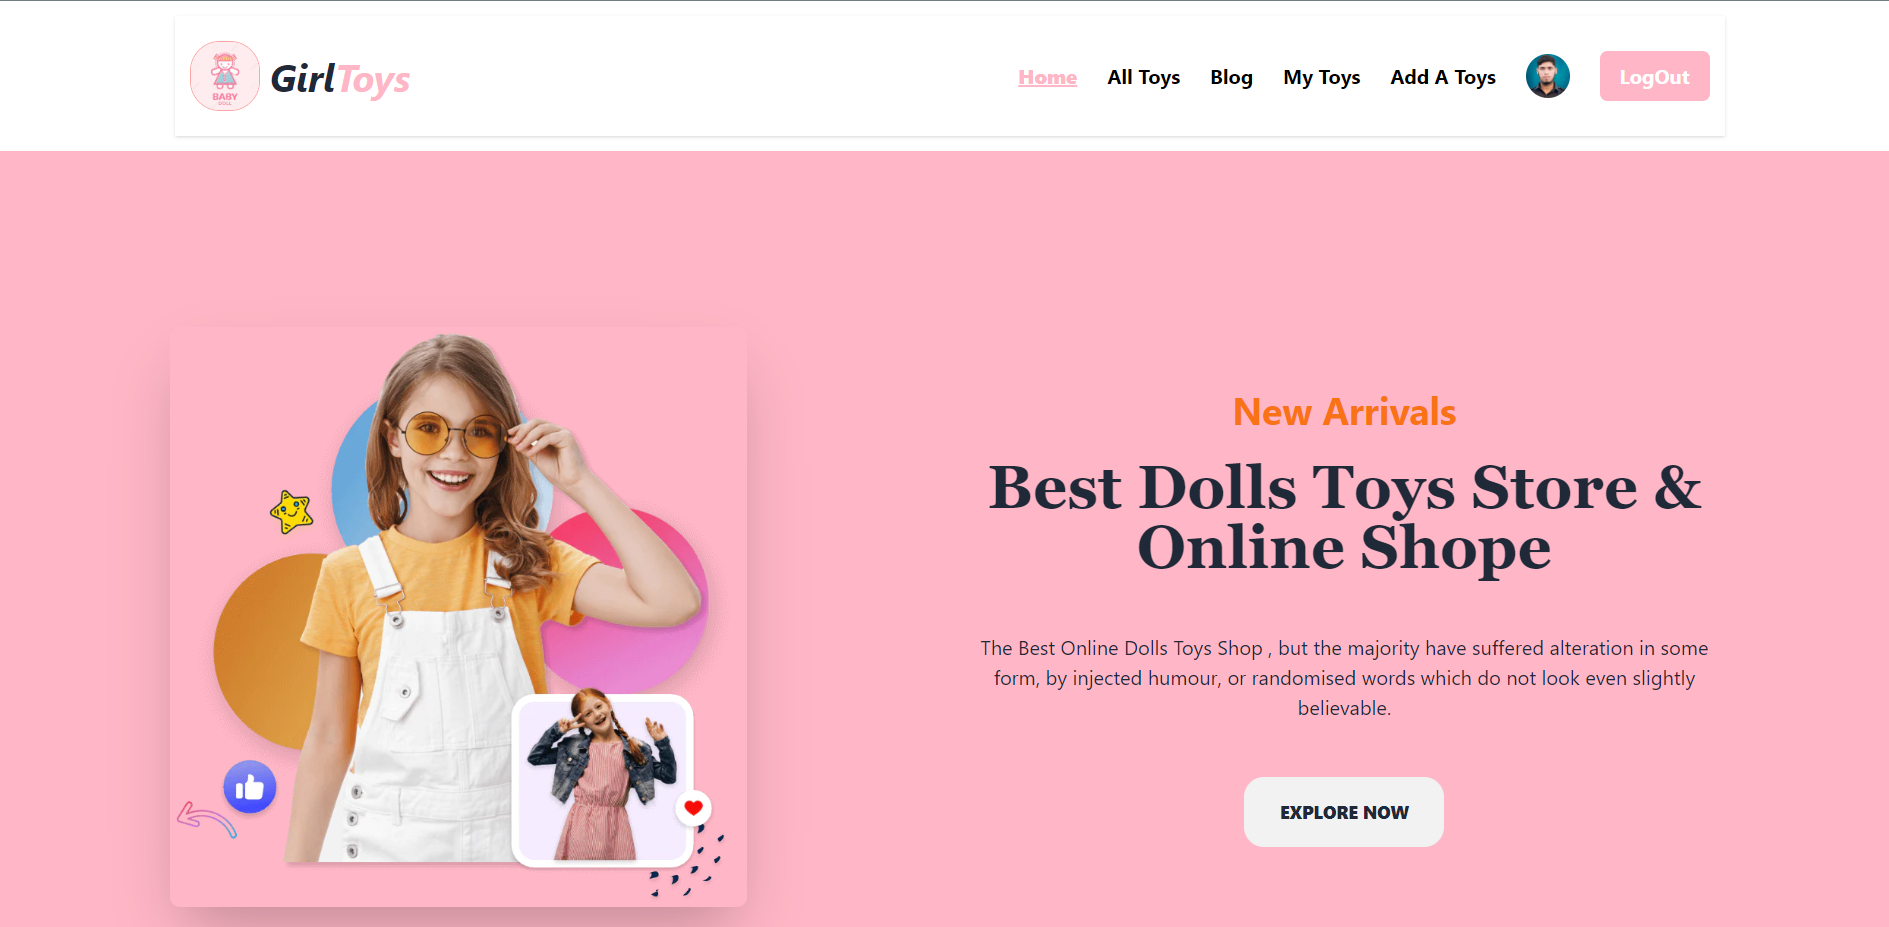 BABY
DOLL
GirlToys
Home
All Toys
Blog
My Toys
Add A Toys
LogOut
New Arrivals
Best Dolls Toys Store &
Online Shope
The Best Online Dolls Toys Shop , but the majority have suffered alteration in some
form, by injected humour, or randomised words which do not look even slightly
believable.
EXPLORE NOW